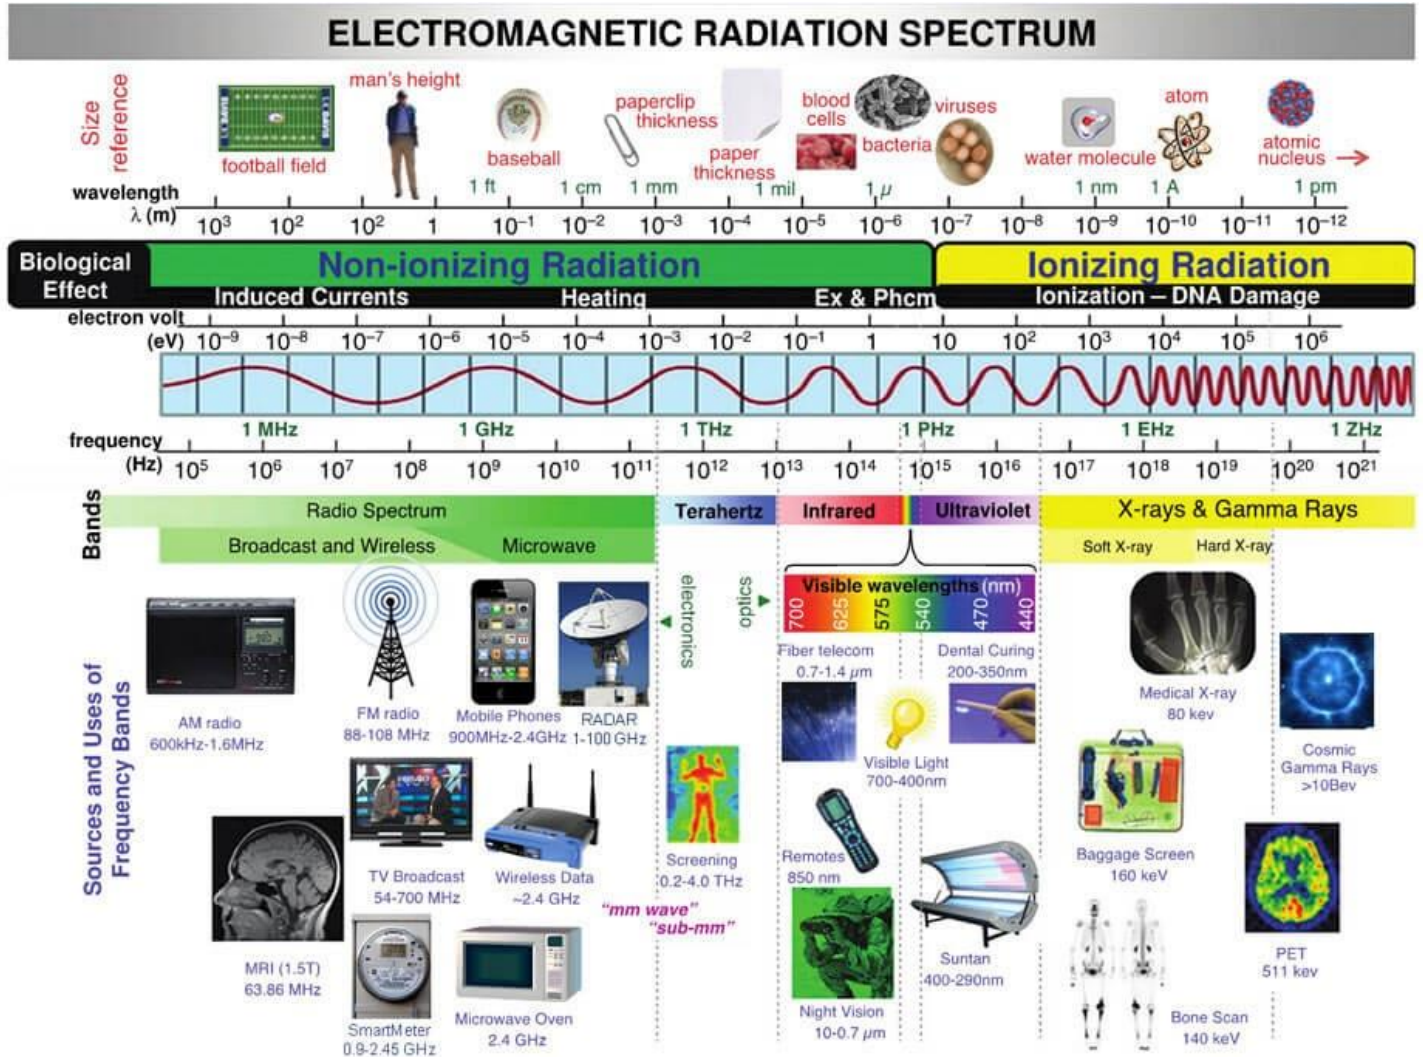 ELECTROMAGNETIC RADIATION SPECTRUM
Size
reference
football field
man's height
baseball
paperclip
thickness
paper
thickness
blood
cells
bacteria
viruses
water molecule
atom
atomic
nucleus
wavelength
λ (m)
1 ft 1 cm 1 mm 1 mil 1 μ 1 nm 1 A 1 pm
10³ 10² 10² 1 10⁻¹ 10⁻² 10⁻³ 10⁻⁴ 10⁻⁵ 10⁻⁶ 10⁻⁷ 10⁻⁸ 10⁻⁹ 10⁻¹⁰ 10⁻¹¹ 10⁻¹²
Biological
Effect
Non-ionizing Radiation
Ionizing Radiation
Induced Currents Heating Ex & Phcm Ionization – DNA Damage
electron volt
(eV) 10⁻⁹ 10⁻⁸ 10⁻⁷ 10⁻⁶ 10⁻⁵ 10⁻⁴ 10⁻³ 10⁻² 10⁻¹ 1 10 10² 10³ 10⁴ 10⁵ 10⁶
frequency
(Hz)
1 MHz 1 GHz 1 THz 1 PHz 1 EHz 1 ZHz
10⁵ 10⁶ 10⁷ 10⁸ 10⁹ 10¹⁰ 10¹¹ 10¹² 10¹³ 10¹⁴ 10¹⁵ 10¹⁶ 10¹⁷ 10¹⁸ 10¹⁹ 10²⁰ 10²¹
Bands
Radio Spectrum Terahertz Infrared Ultraviolet X-rays & Gamma Rays
Broadcast and Wireless Microwave Soft X-ray Hard X-ray
electronics
optics
Visible wavelengths (nm)
700 625 575 540 470 440
Sources and Uses of
Frequency Bands
AM radio
600kHz-1.6MHz
FM radio
88-108 MHz
Mobile Phones
900MHz-2.4GHz
RADAR
1-100 GHz
Fiber telecom
0.7-1.4 μm
Dental Curing
200-350nm
Medical X-ray
80 kev
Visible Light
700-400nm
Cosmic
Gamma Rays
>10Bev
TV Broadcast
54-700 MHz
Wireless Data
~2.4 GHz
Screening
0.2-4.0 THz
"mm wave"
"sub-mm"
Remotes
850 nm
Baggage Screen
160 keV
MRI (1.5T)
63.86 MHz
SmartMeter
0.9-2.45 GHz
Microwave Oven
2.4 GHz
Night Vision
10-0.7 μm
Suntan
400-290nm
PET
511 kev
Bone Scan
140 keV